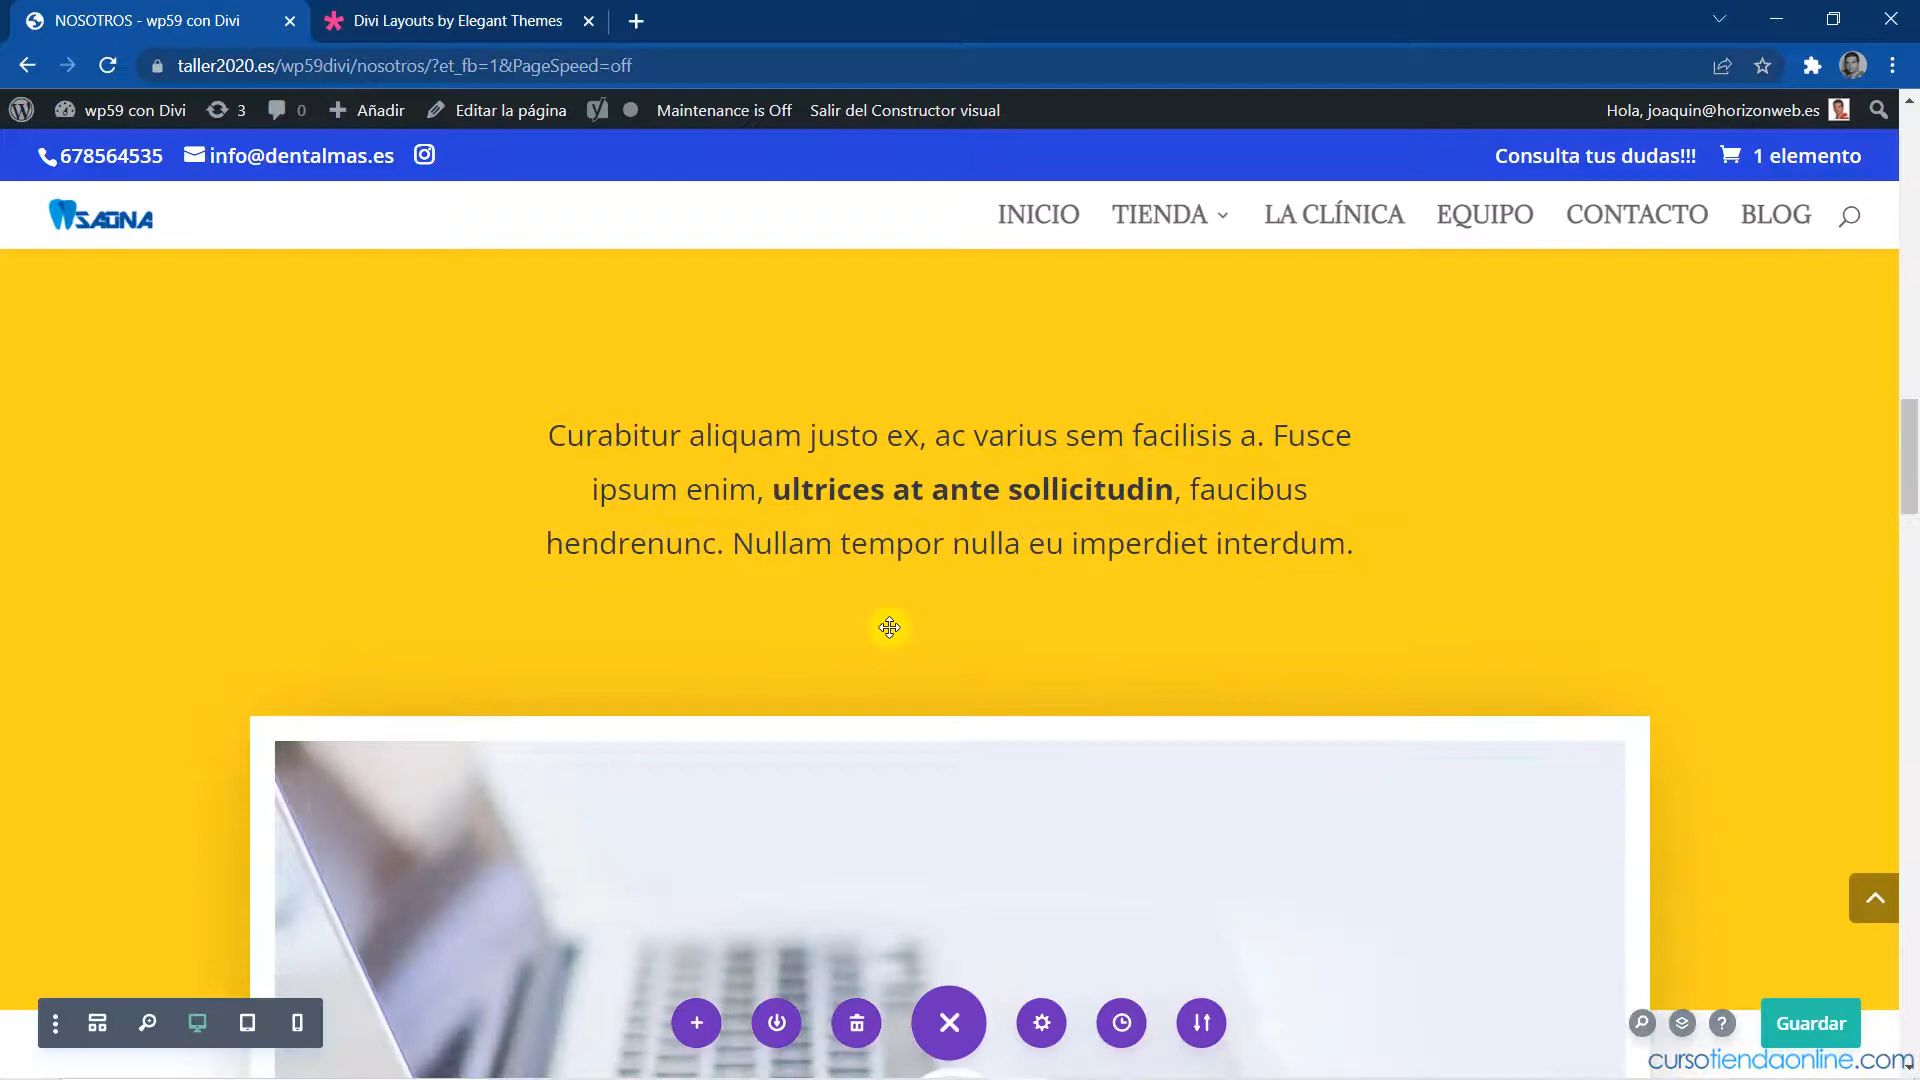 NOSOTROS - wp59 con Divi
Divi Layouts by Elegant Themes
taller2020.es/wp59divi/nosotros/?et_fb=1&PageSpeed=off
wp59 con Divi 3 0 Añadir Editar la página Maintenance is Off Salir del Constructor visual Hola, joaquin@horizonweb.es
678564535 info@dentalmas.es Consulta tus dudas!!! 1 elemento
SAONA INICIO TIENDA LA CLÍNICA EQUIPO CONTACTO BLOG
Curabitur aliquam justo ex, ac varius sem facilisis a. Fusce
ipsum enim, ultrices at ante sollicitudin, faucibus
hendrenunc. Nullam tempor nulla eu imperdiet interdum.
Guardar
cursotiendaonline.com